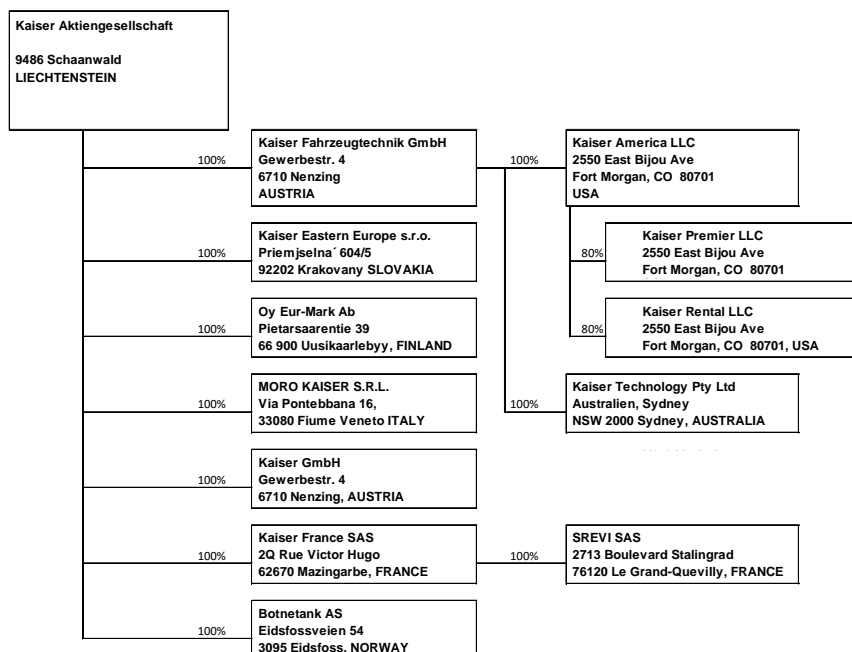 Kaiser Aktiengesellschaft
9486 Schaanwald
LIECHTENSTEIN
100%
Kaiser Fahrzeugtechnik GmbH
Gewerbestr. 4
6710 Nenzing
AUSTRIA
100%
Kaiser America LLC
2550 East Bijou Ave
Fort Morgan, CO 80701
USA
100%
Kaiser Eastern Europe s.r.o.
Priemjselna´ 604/5
92202 Krakovany SLOVAKIA
80%
Kaiser Premier LLC
2550 East Bijou Ave
Fort Morgan, CO 80701
100%
Oy Eur-Mark Ab
Pietarsaarentie 39
66 900 Uusikaarlebyy, FINLAND
80%
Kaiser Rental LLC
2550 East Bijou Ave
Fort Morgan, CO 80701, USA
100%
MORO KAISER S.R.L.
Via Pontebbana 16,
33080 Fiume Veneto ITALY
100%
Kaiser Technology Pty Ltd
Australien, Sydney
NSW 2000 Sydney, AUSTRALIA
100%
Kaiser GmbH
Gewerbestr. 4
6710 Nenzing, AUSTRIA
100%
Kaiser France SAS
2Q Rue Victor Hugo
62670 Mazingarbe, FRANCE
100%
SREVI SAS
2713 Boulevard Stalingrad
76120 Le Grand-Quevilly, FRANCE
100%
Botnetank AS
Eidsfossveien 54
3095 Eidsfoss, NORWAY